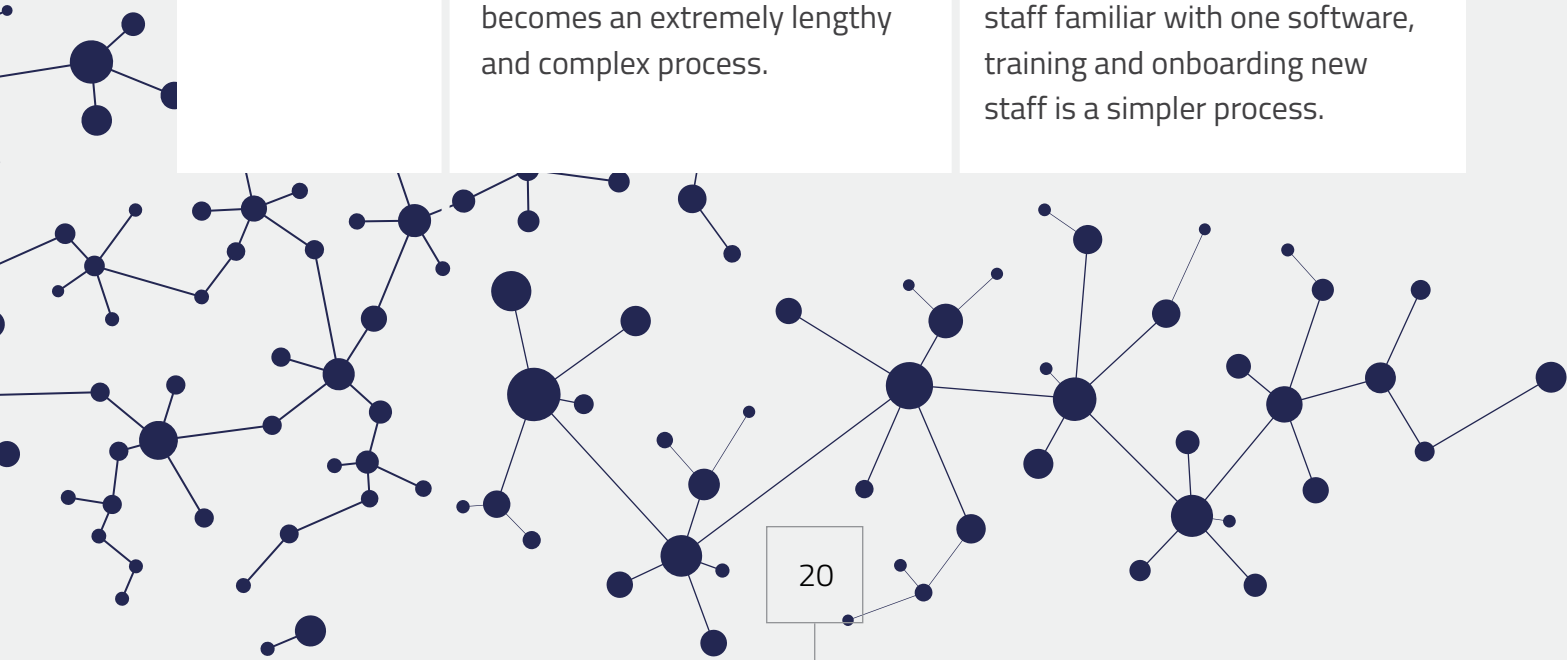 becomes an extremely lengthy
and complex process.
staff familiar with one software,
training and onboarding new
staff is a simpler process.
20